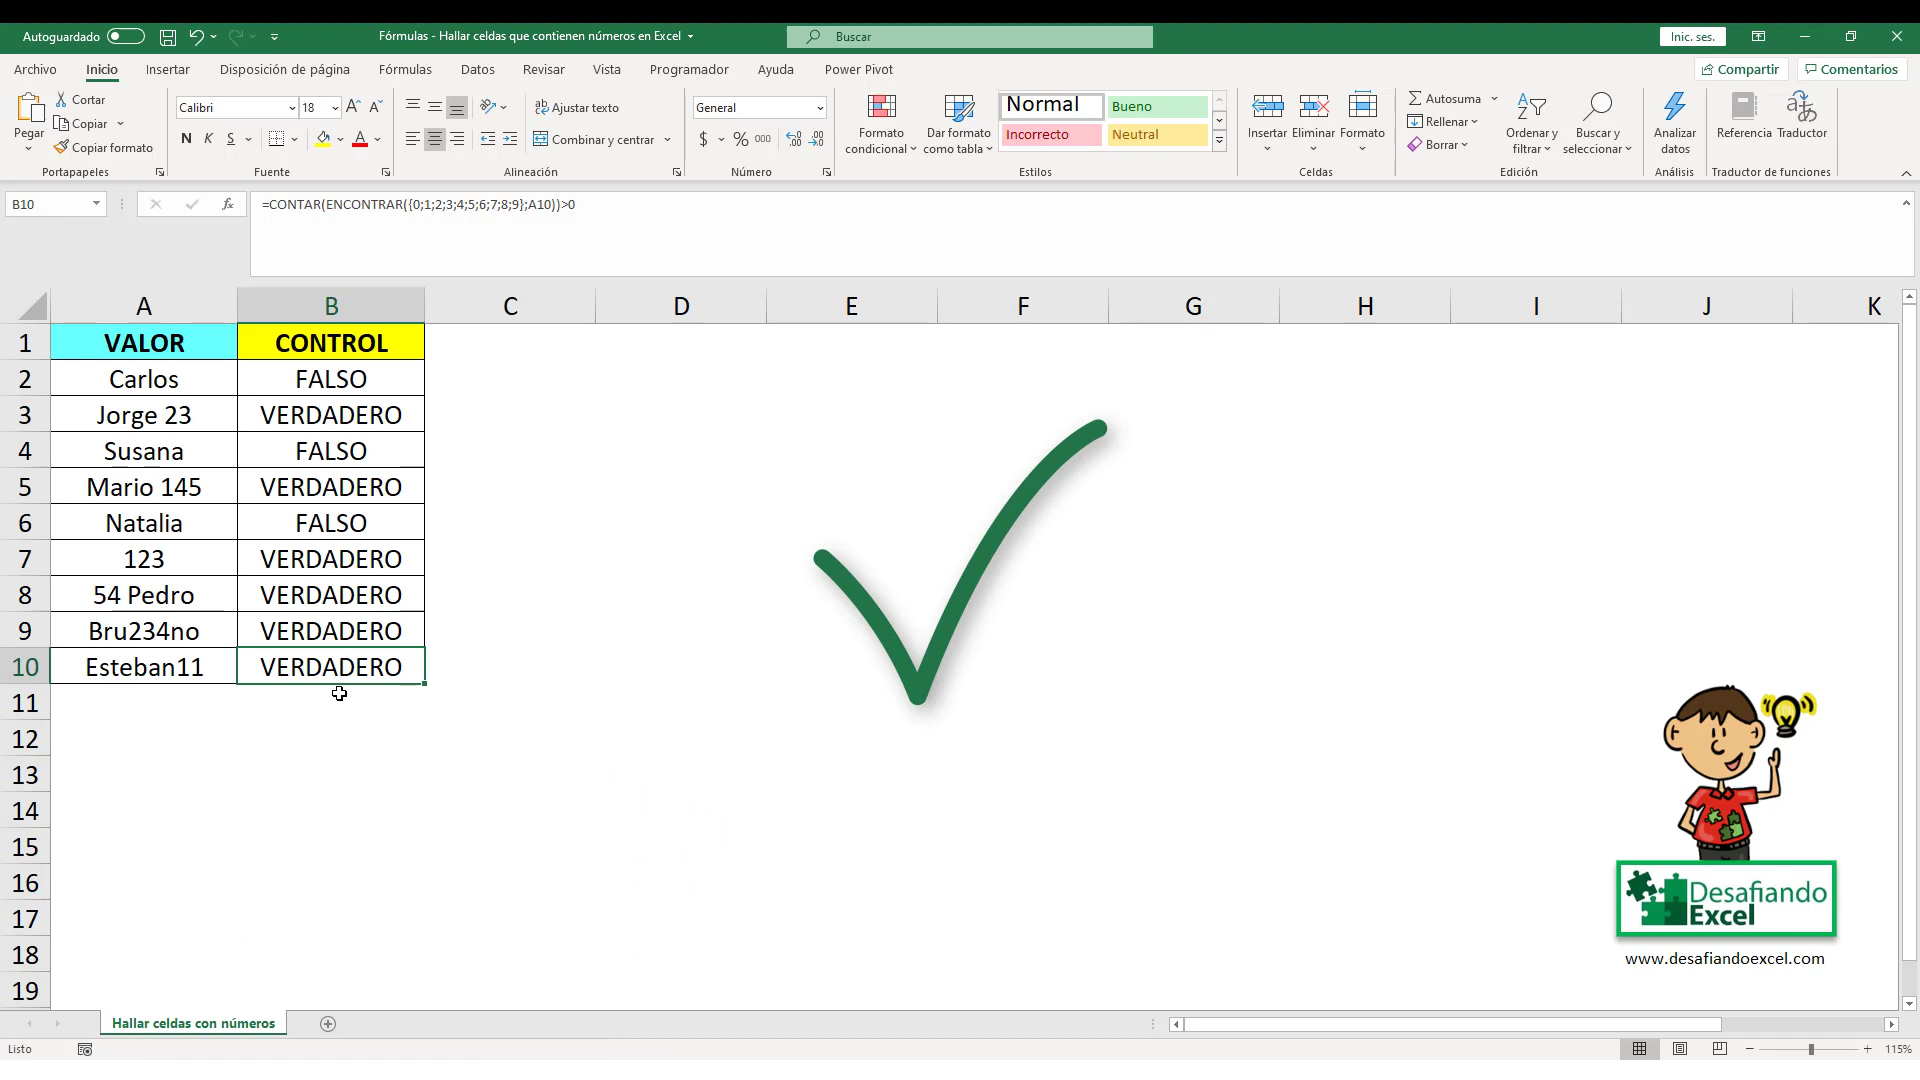 Autoguardado
Fórmulas - Hallar celdas que contienen números en Excel
Buscar
Inic. ses.
Archivo Inicio Insertar Disposición de página Fórmulas Datos Revisar Vista Programador Ayuda Power Pivot Compartir Comentarios
Pegar
Cortar
Copiar
Copiar formato
Portapapeles
Calibri 18
N K S
A
Fuente
Ajustar texto
Combinar y centrar
Alineación
General
$ % 000
Número
Formato condicional
Dar formato como tabla
Normal Bueno
Incorrecto Neutral
Estilos
Insertar Eliminar Formato
Celdas
Autosuma
Rellenar
Borrar
Ordenar y filtrar
Buscar y seleccionar
Edición
Analizar datos
Análisis
Referencia Traductor
Traductor de funciones
B10 fx =CONTAR(ENCONTRAR({0;1;2;3;4;5;6;7;8;9};A10))>0
A B C D E F G H I J K
1 VALOR CONTROL
2 Carlos FALSO
3 Jorge 23 VERDADERO
4 Susana FALSO
5 Mario 145 VERDADERO
6 Natalia FALSO
7 123 VERDADERO
8 54 Pedro VERDADERO
9 Bru234no VERDADERO
10 Esteban11 VERDADERO
11
12
13
14
15
16
17
18
19
Desafiando
Excel
www.desafiandoexcel.com
Hallar celdas con números
Listo
115%